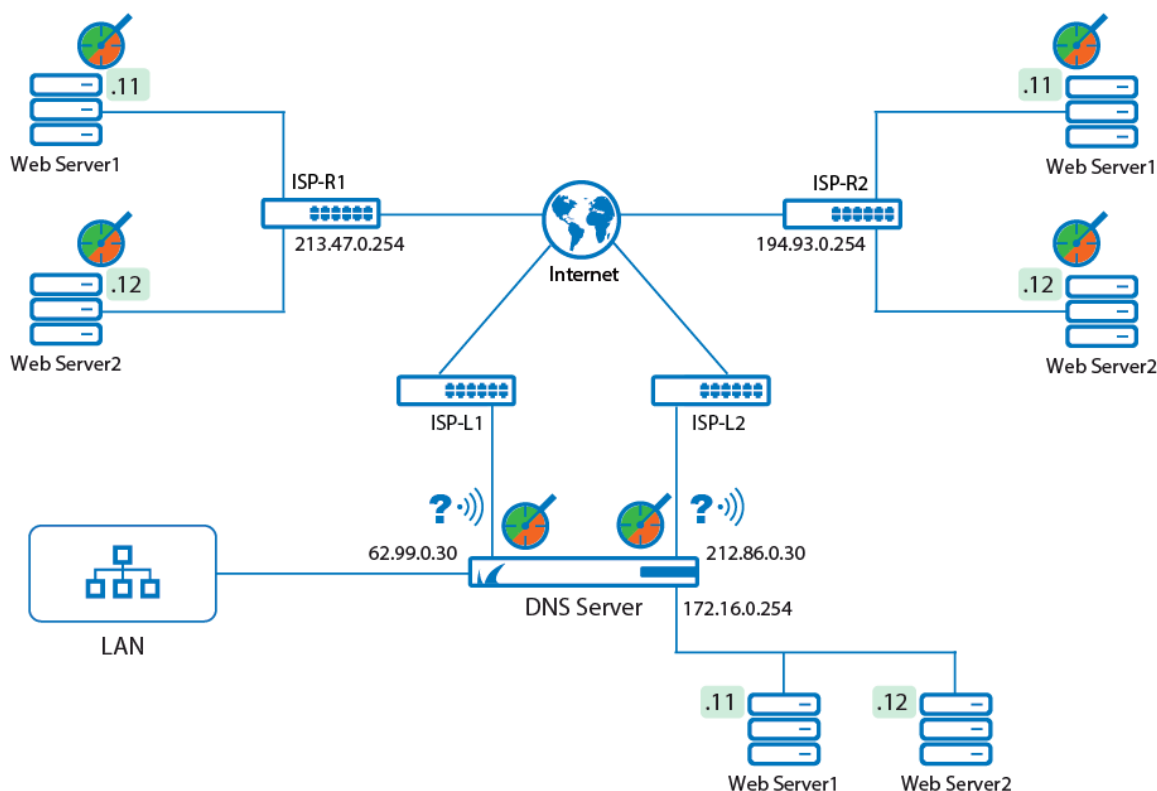 .11
Web Server1
ISP-R1
213.47.0.254
.12
Web Server2
Internet
ISP-R2
194.93.0.254
.11
Web Server1
.12
Web Server2
ISP-L1
ISP-L2
?
?
62.99.0.30
212.86.0.30
DNS Server
172.16.0.254
LAN
.11
Web Server1
.12
Web Server2